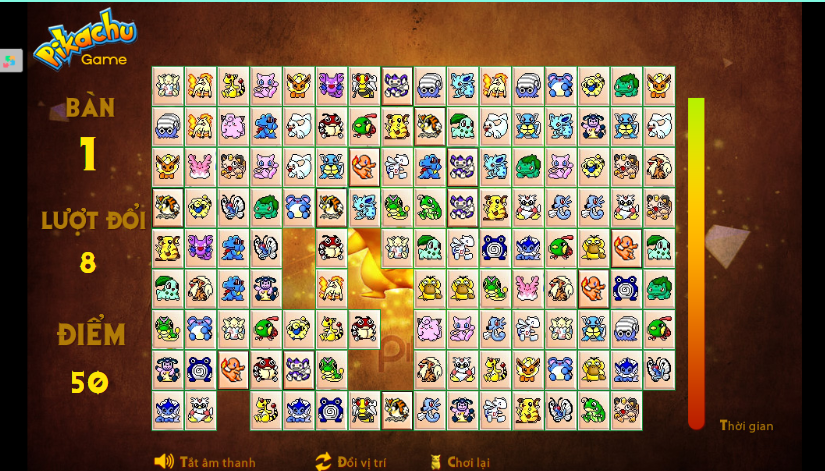 Pikachu
Game
BÀN
1
LƯỢT ĐỔI
8
ĐIỂM
50
Thời gian
Tắt âm thanh
Đổi vị trí
Chơi lại